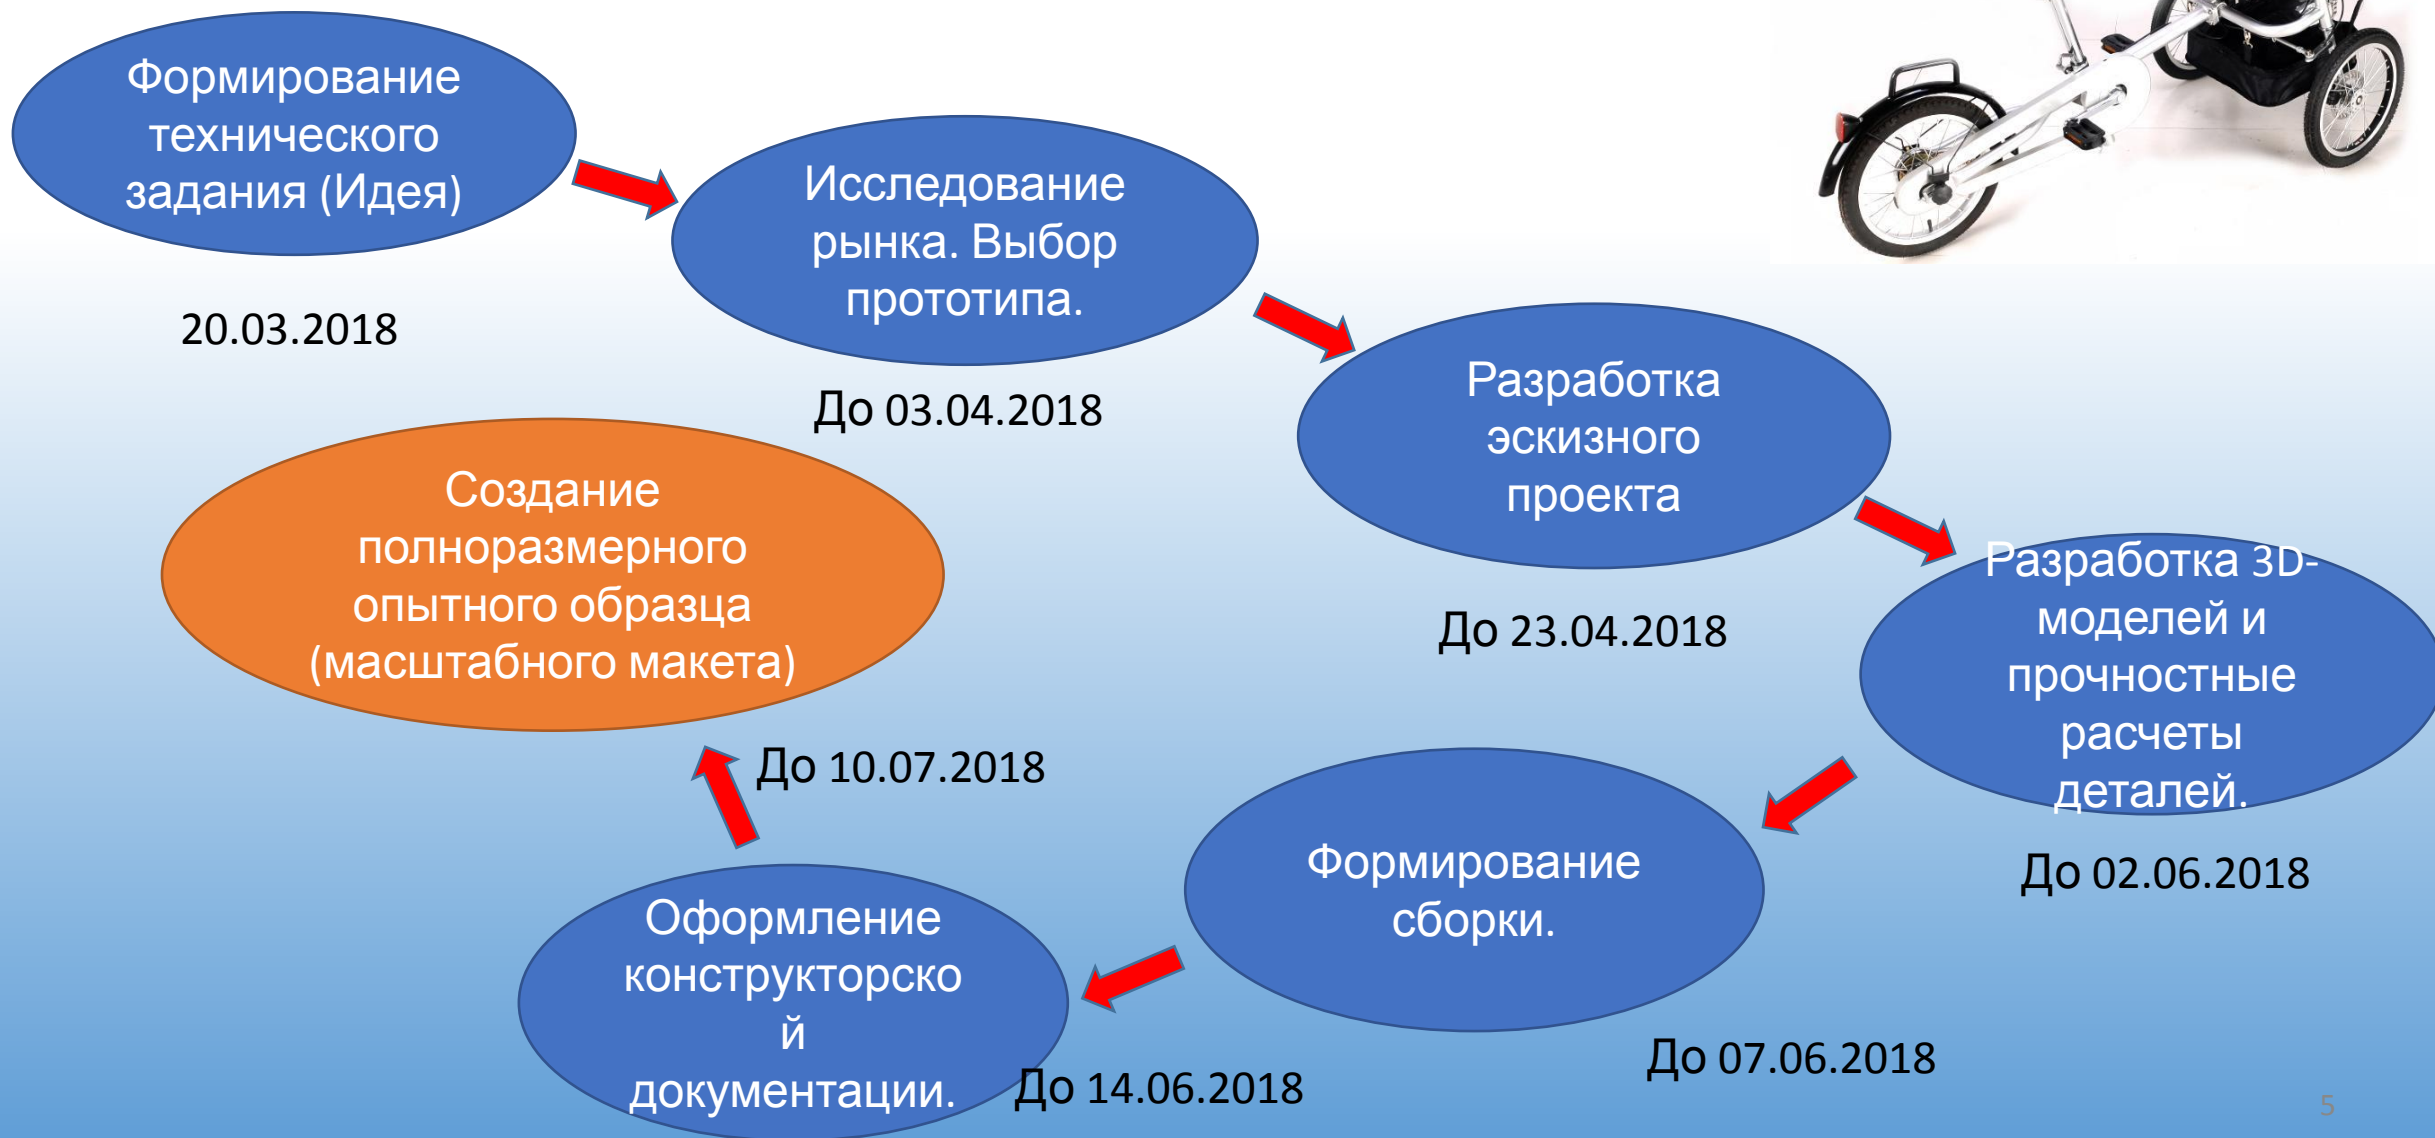 Формирование
технического
задания (Идея)
20.03.2018
Исследование
рынка. Выбор
прототипа.
До 03.04.2018
Разработка
эскизного
проекта
До 23.04.2018
Разработка 3D-
моделей и
прочностные
расчеты
деталей.
До 02.06.2018
Формирование
сборки.
До 07.06.2018
Оформление
конструкторско
й
документации.
До 14.06.2018
Создание
полноразмерного
опытного образца
(масштабного макета)
До 10.07.2018
5